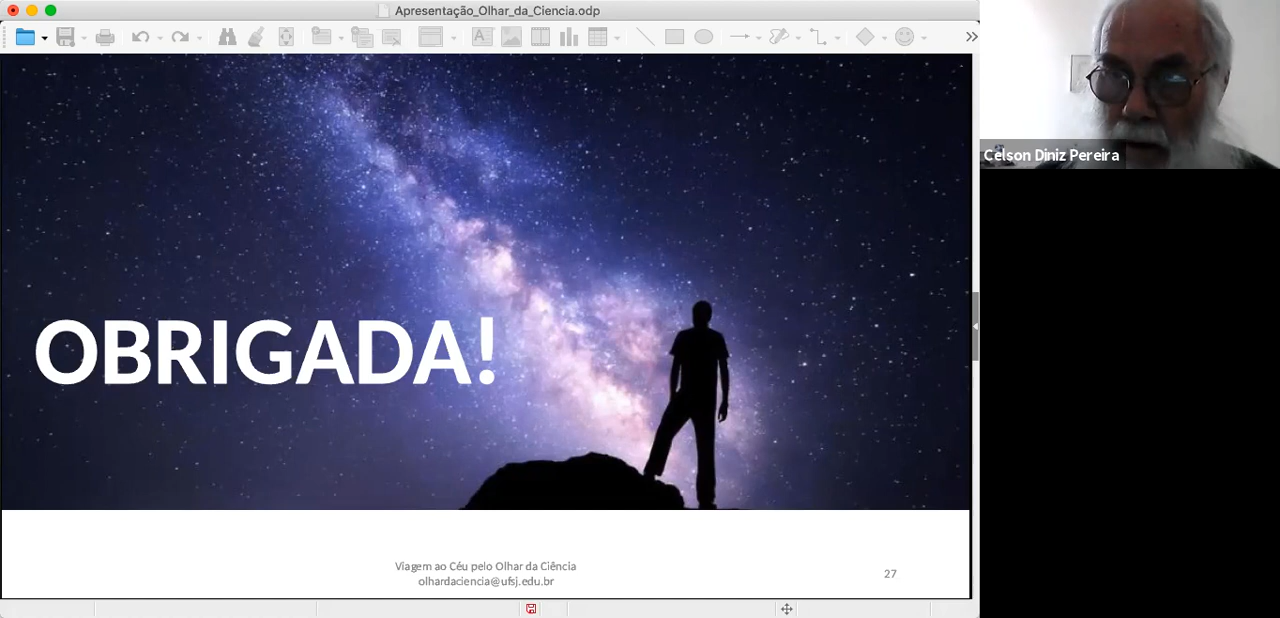 Apresentação_Olhar_da_Ciencia.odp
Celson Diniz Pereira
OBRIGADA!
Viagem ao Céu pelo Olhar da Ciência
olhardaciencia@ufsj.edu.br
27